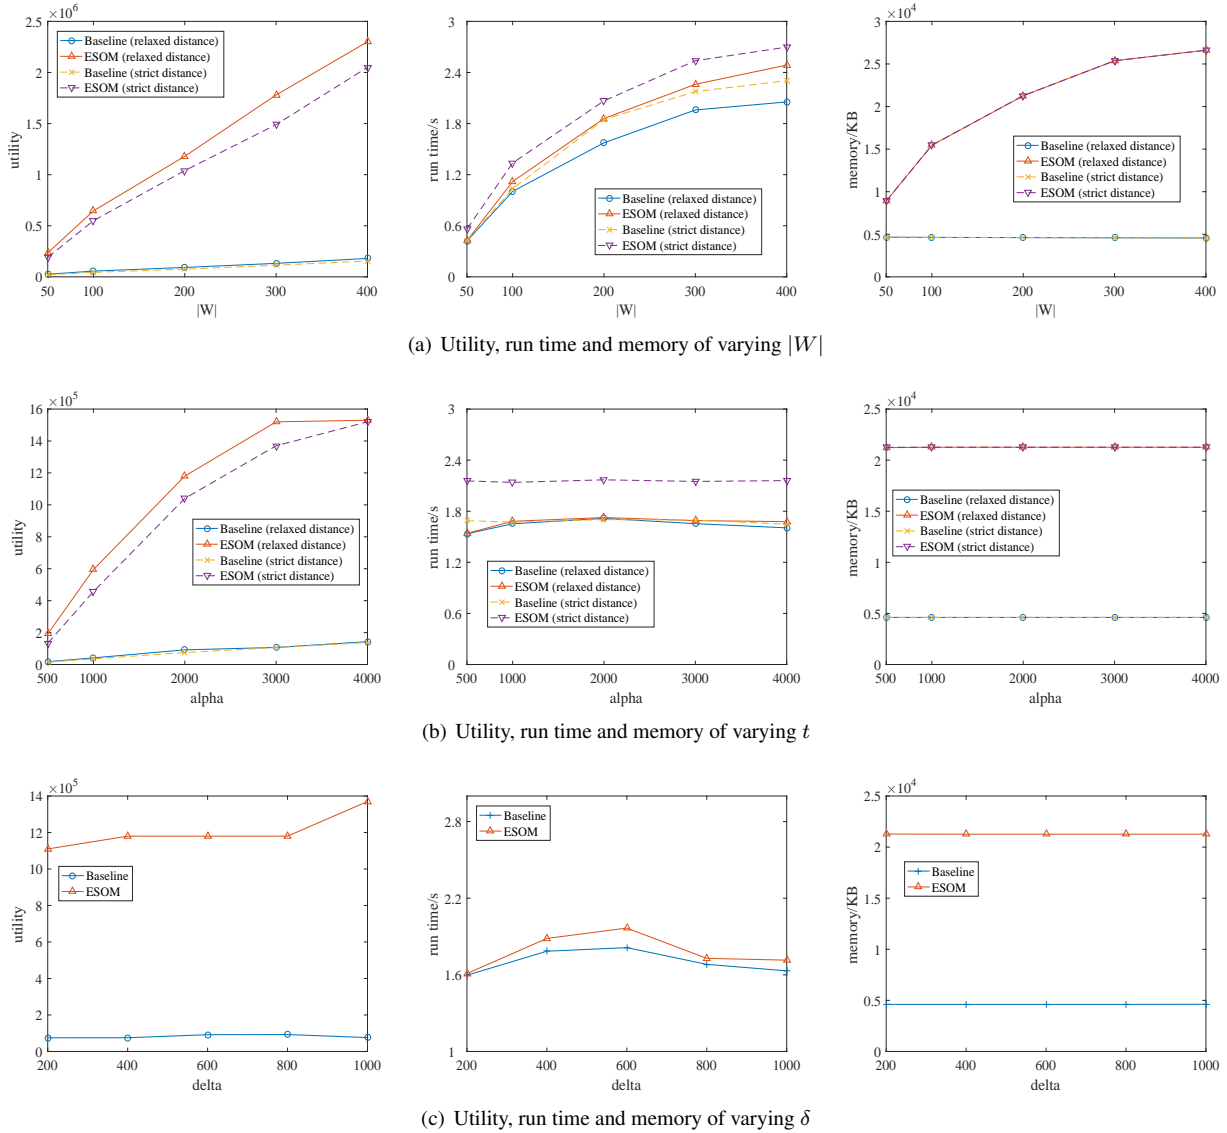 ×10⁶
2.5
2
1.5
1
0.5
0
utility
50 100 200 300 400
|W|
Baseline (relaxed distance)
ESOM (relaxed distance)
Baseline (strict distance)
ESOM (strict distance)
3
2.4
1.8
1.2
0.6
0
run time/s
50 100 200 300 400
|W|
Baseline (relaxed distance)
ESOM (relaxed distance)
Baseline (strict distance)
ESOM (strict distance)
×10⁴
2.5
2
1.5
1
0.5
0
3
memory/KB
50 100 200 300 400
|W|
Baseline (relaxed distance)
ESOM (relaxed distance)
Baseline (strict distance)
ESOM (strict distance)
(a) Utility, run time and memory of varying |W|
×10⁵
16
14
12
10
8
6
4
2
0
utility
500 1000 2000 3000 4000
alpha
Baseline (relaxed distance)
ESOM (relaxed distance)
Baseline (strict distance)
ESOM (strict distance)
3
2.4
1.8
1.2
0.6
0
run time/s
500 1000 2000 3000 4000
alpha
Baseline (relaxed distance)
ESOM (relaxed distance)
Baseline (strict distance)
ESOM (strict distance)
×10⁴
2.5
2
1.5
1
0.5
0
memory/KB
500 1000 2000 3000 4000
alpha
Baseline (relaxed distance)
ESOM (relaxed distance)
Baseline (strict distance)
ESOM (strict distance)
(b) Utility, run time and memory of varying t
×10⁵
14
12
10
8
6
4
2
0
utility
200 400 600 800 1000
delta
Baseline
ESOM
2.8
2.2
1.6
1
run time/s
200 400 600 800 1000
delta
Baseline
ESOM
×10⁴
2.5
2
1.5
1
0.5
0
memory/KB
200 400 600 800 1000
delta
Baseline
ESOM
(c) Utility, run time and memory of varying δ